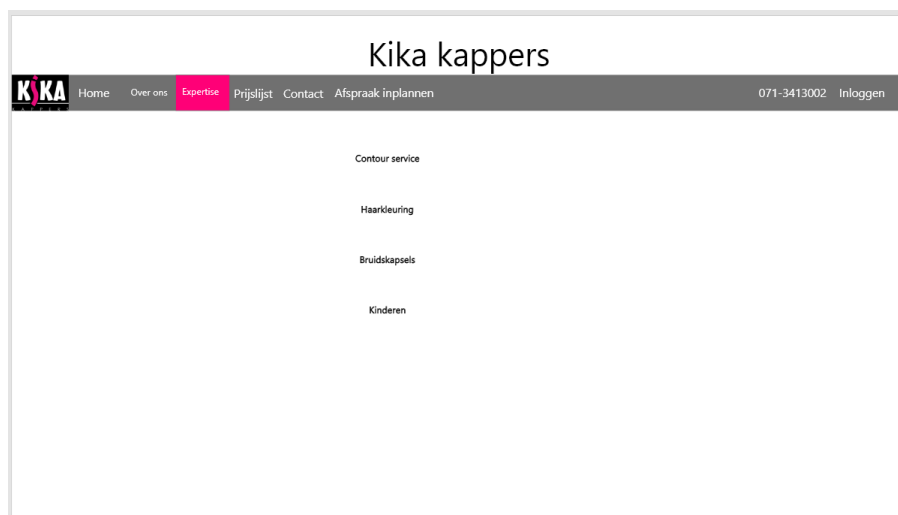 Kika kappers
KiKA
KAPPERS
Home Over ons Expertise Prijslijst Contact Afspraak inplannen 071-3413002 Inloggen
Contour service
Haarkleuring
Bruidskapsels
Kinderen